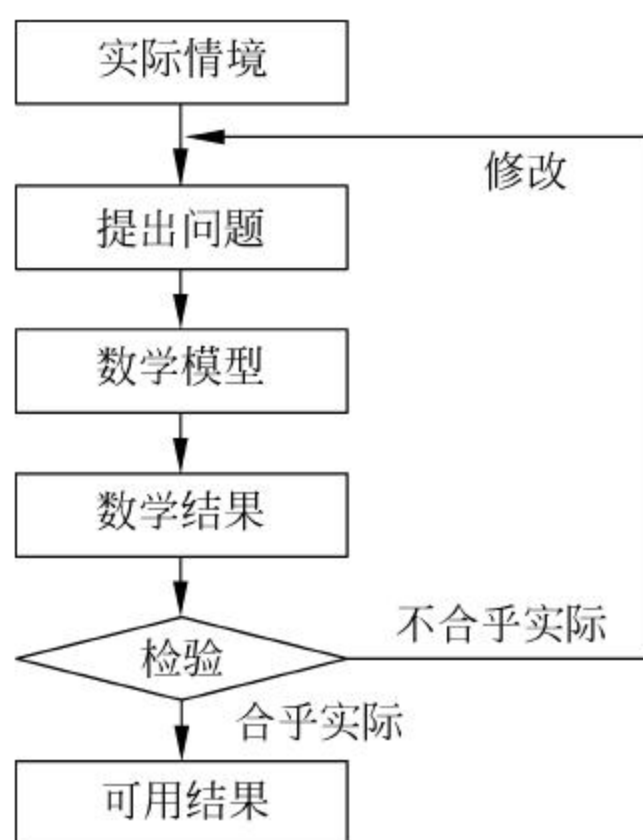 实际情境
修改
提出问题
数学模型
数学结果
不合乎实际
检验
合乎实际
可用结果